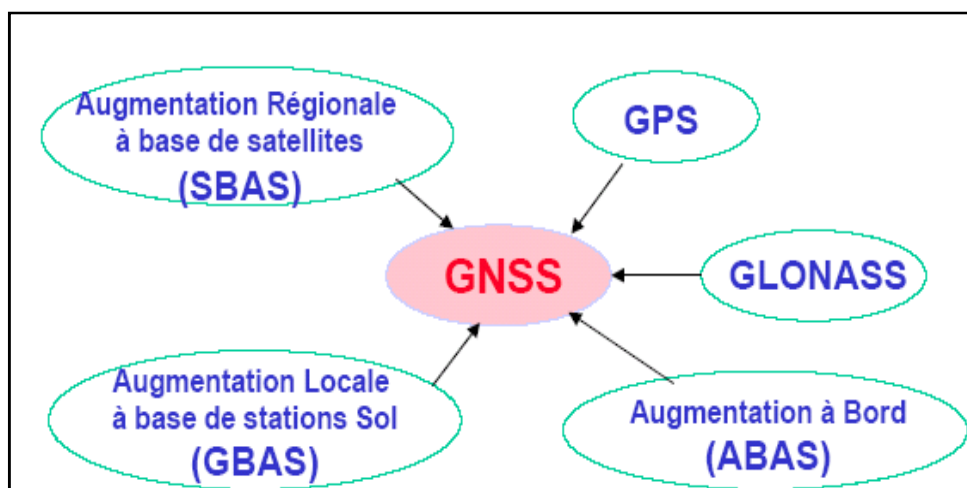 Augmentation Régionale
à base de satellites
(SBAS)
GPS
GNSS
GLONASS
Augmentation Locale
à base de stations Sol
(GBAS)
Augmentation à Bord
(ABAS)